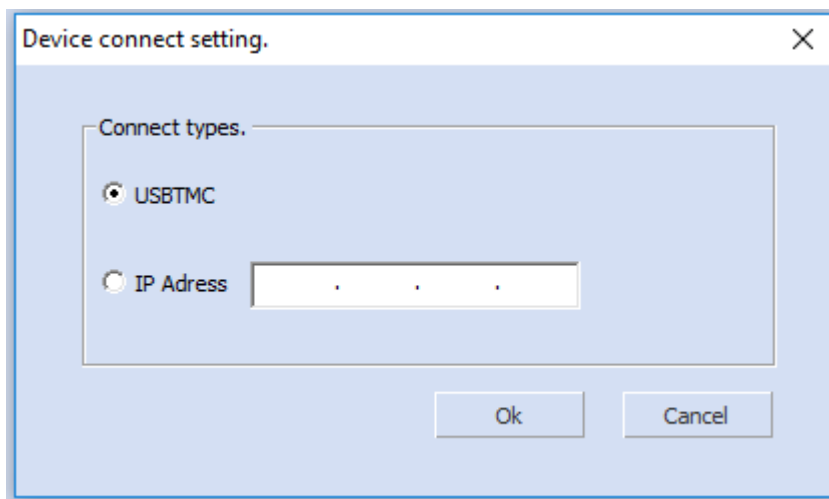 Device connect setting.
Connect types.
USBTMC
IP Adress . . .
Ok Cancel